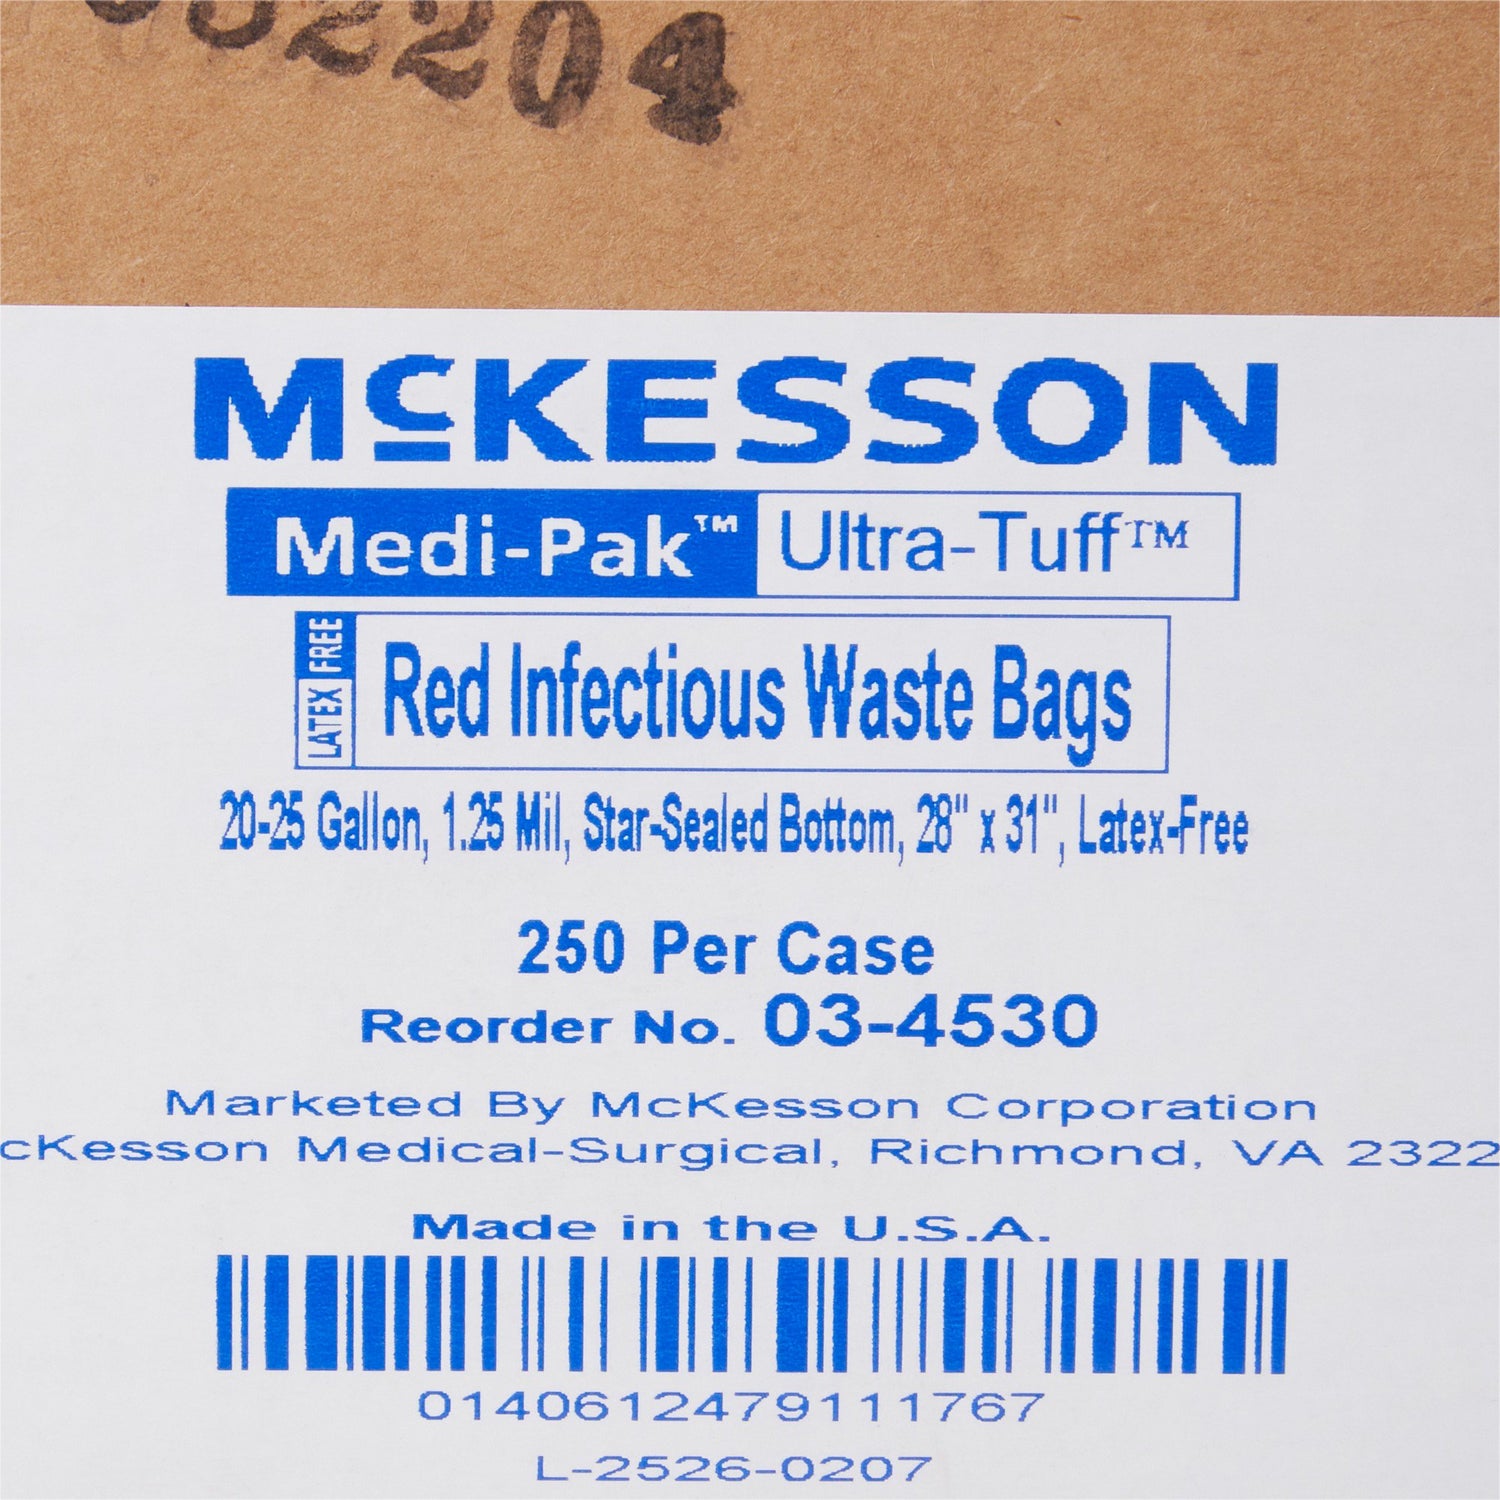 2204
McKESSON
Medi-Pak™ Ultra-Tuff™
LATEX FREE
Red Infectious Waste Bags
20-25 Gallon, 1.25 Mil, Star-Sealed Bottom, 28" x 31", Latex-Free
250 Per Case
Reorder No. 03-4530
Marketed By McKesson Corporation
cKesson Medical-Surgical, Richmond, VA 2322
Made in the U.S.A.
0140612479111767
L-2526-0207